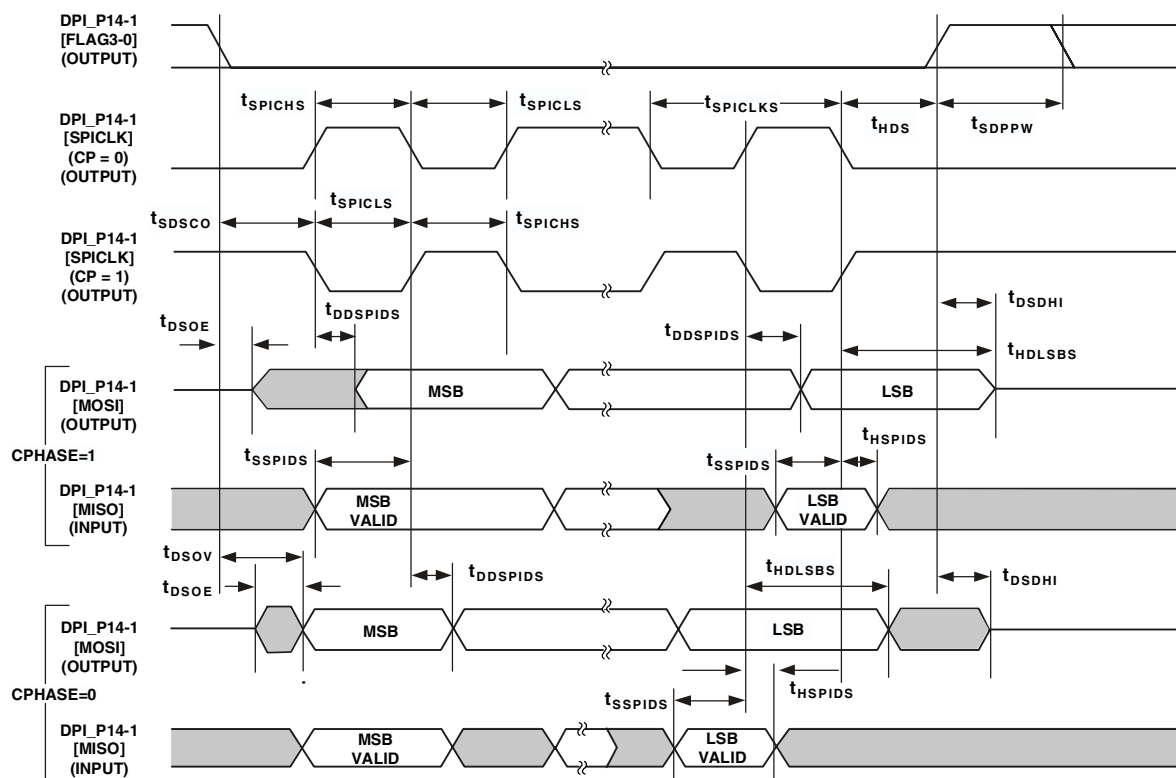 DPI_P14-1
[FLAG3-0]
(OUTPUT)
tSPICHS
tSPICLS
tSPICLKS
tHDS
tSDPPW
DPI_P14-1
[SPICLK]
(CP = 0)
(OUTPUT)
tSDSCO
tSPICLS
tSPICHS
DPI_P14-1
[SPICLK]
(CP = 1)
(OUTPUT)
tDSOE
tDDSPIDS
tDDSPIDS
tDSDHI
tHDLSBS
CPHASE=1
DPI_P14-1
[MOSI]
(OUTPUT)
MSB
LSB
tSSPIDS
tSSPIDS
tHSPIDS
DPI_P14-1
[MISO]
(INPUT)
MSB
VALID
LSB
VALID
tDSOV
tDSOE
tDDSPIDS
tHDLSBS
tDSDHI
CPHASE=0
DPI_P14-1
[MOSI]
(OUTPUT)
MSB
LSB
tSSPIDS
tHSPIDS
DPI_P14-1
[MISO]
(INPUT)
MSB
VALID
LSB
VALID